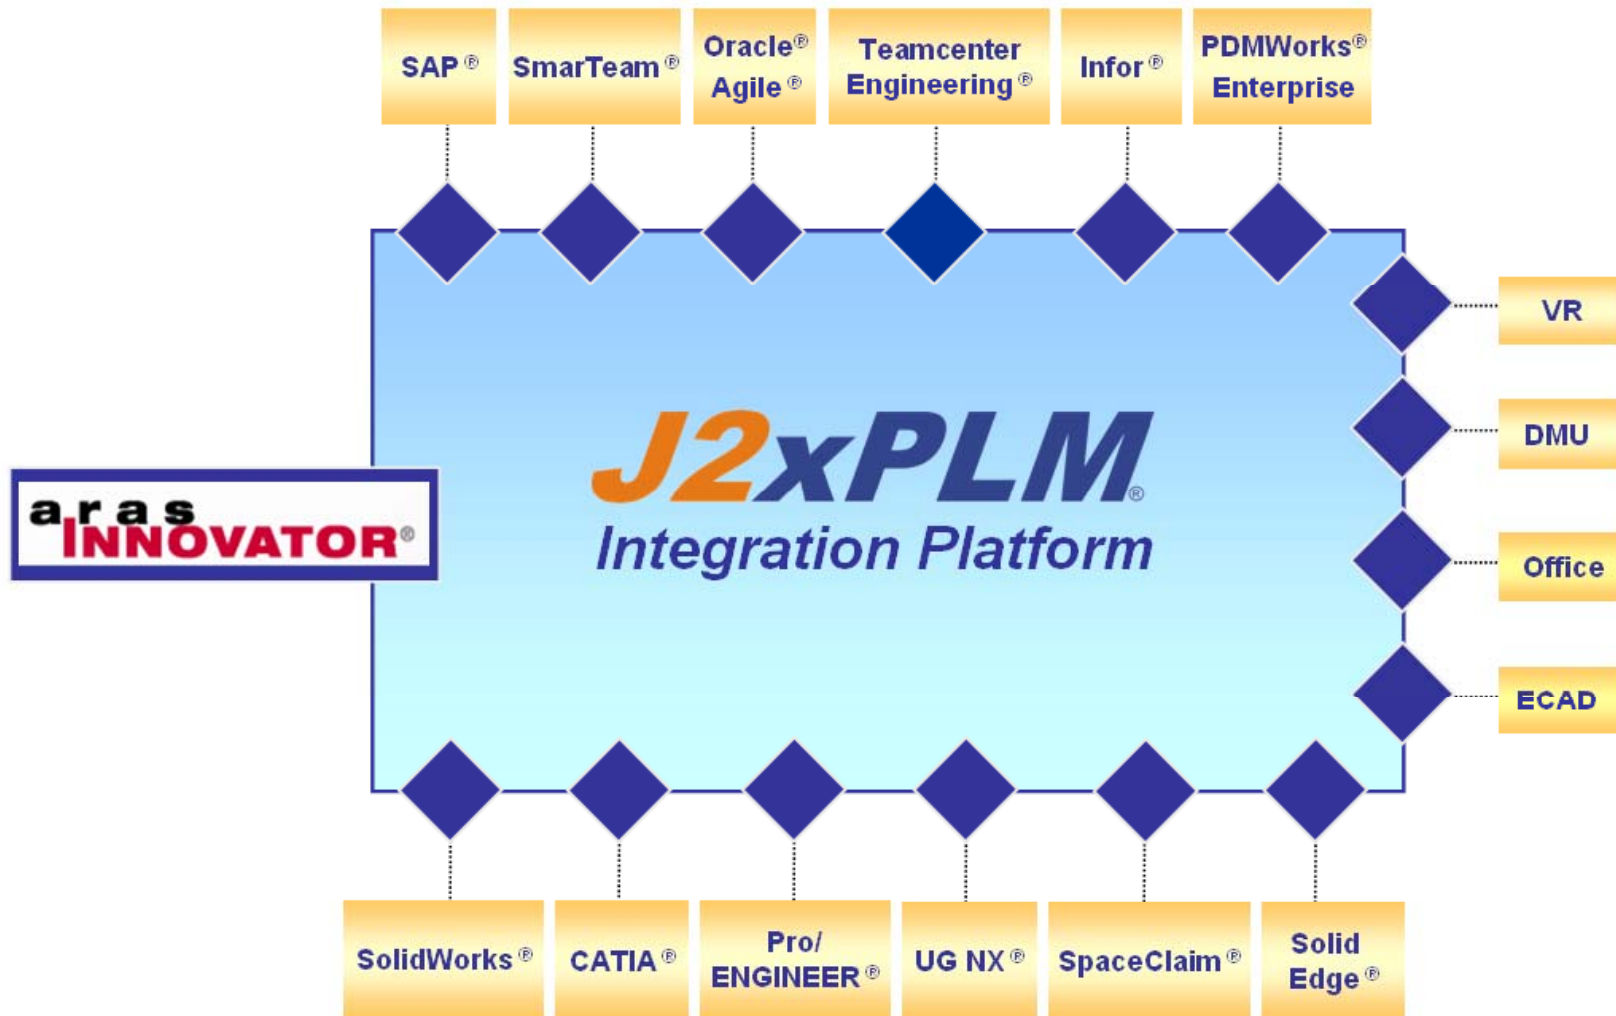 SAP®
SmarTeam®
Oracle®
Agile®
Teamcenter
Engineering®
Infor®
PDMWorks®
Enterprise
VR
DMU
Office
ECAD
J2xPLM®
Integration Platform
aras
INNOVATOR®
SolidWorks®
CATIA®
Pro/
ENGINEER®
UG NX®
SpaceClaim®
Solid
Edge®